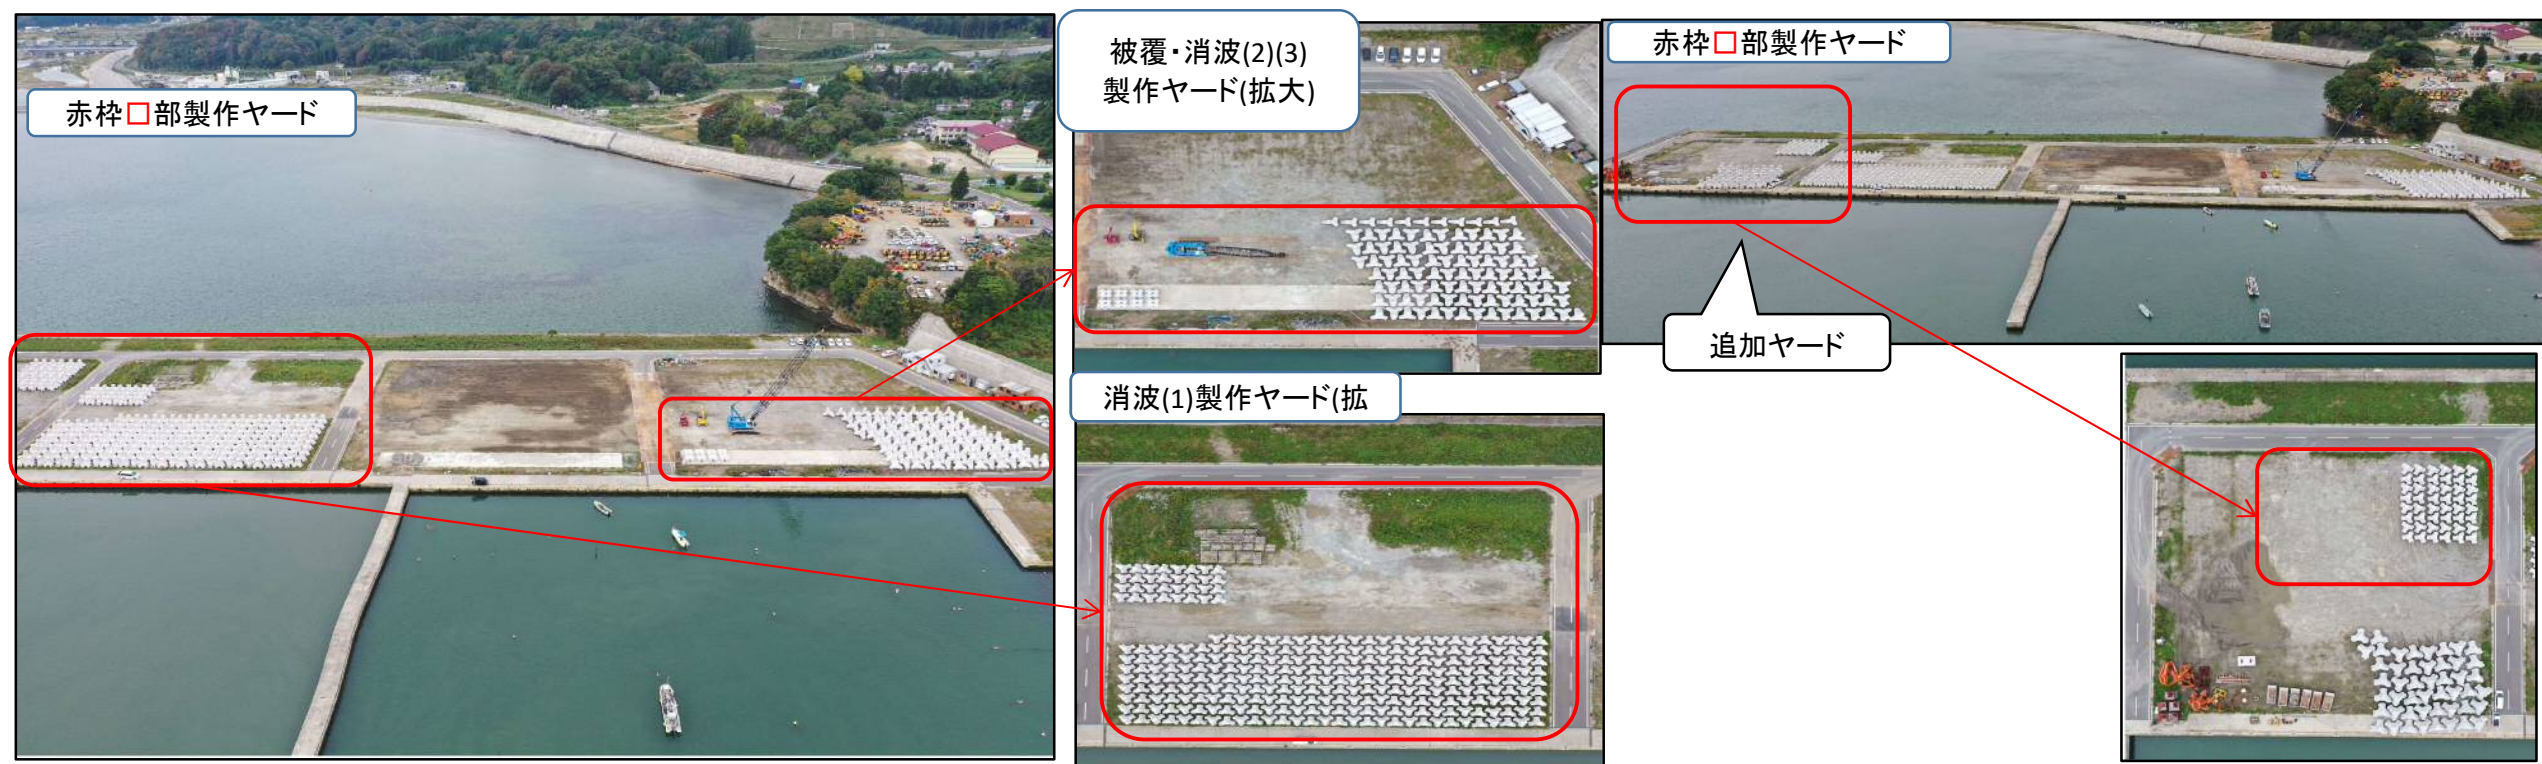 赤枠□部製作ヤード
被覆・消波(2)(3)
製作ヤード(拡大)
消波(1)製作ヤード(拡
赤枠□部製作ヤード
追加ヤード